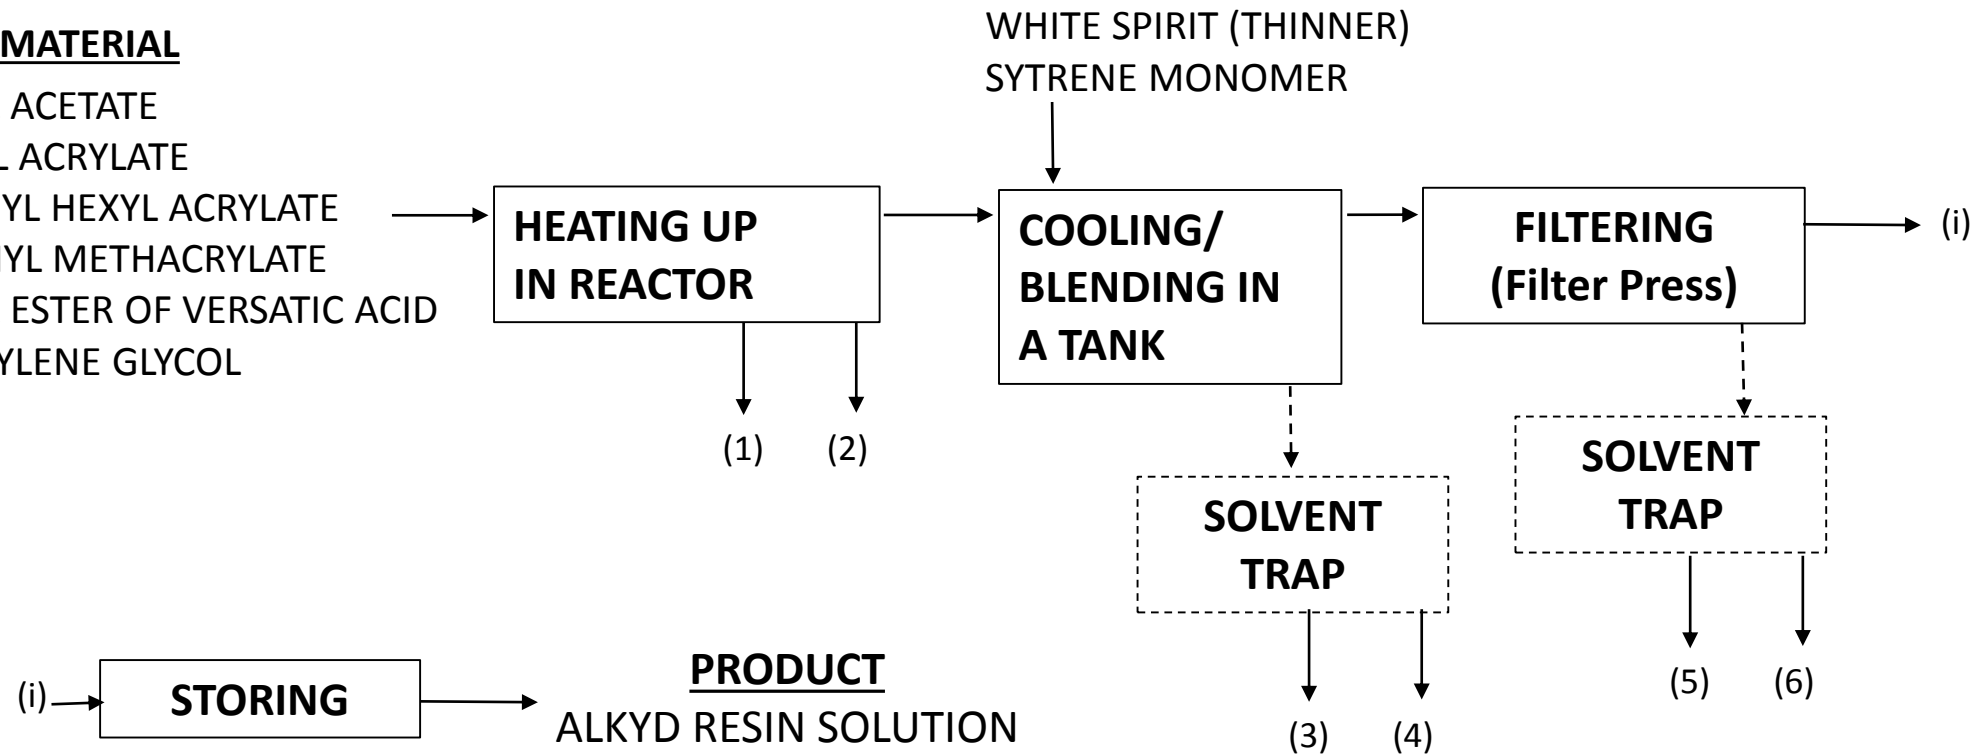 MATERIAL
ACETATE
ACRYLATE
YL HEXYL ACRYLATE
YL METHACRYLATE
ESTER OF VERSATIC ACID
YLENE GLYCOL
HEATING UP
IN REACTOR
(1) (2)
WHITE SPIRIT (THINNER)
SYTRENE MONOMER
COOLING/
BLENDING IN
A TANK
SOLVENT
TRAP
(3) (4)
FILTERING
(Filter Press)
(i)
SOLVENT
TRAP
(5) (6)
(i)
STORING
PRODUCT
ALKYD RESIN SOLUTION